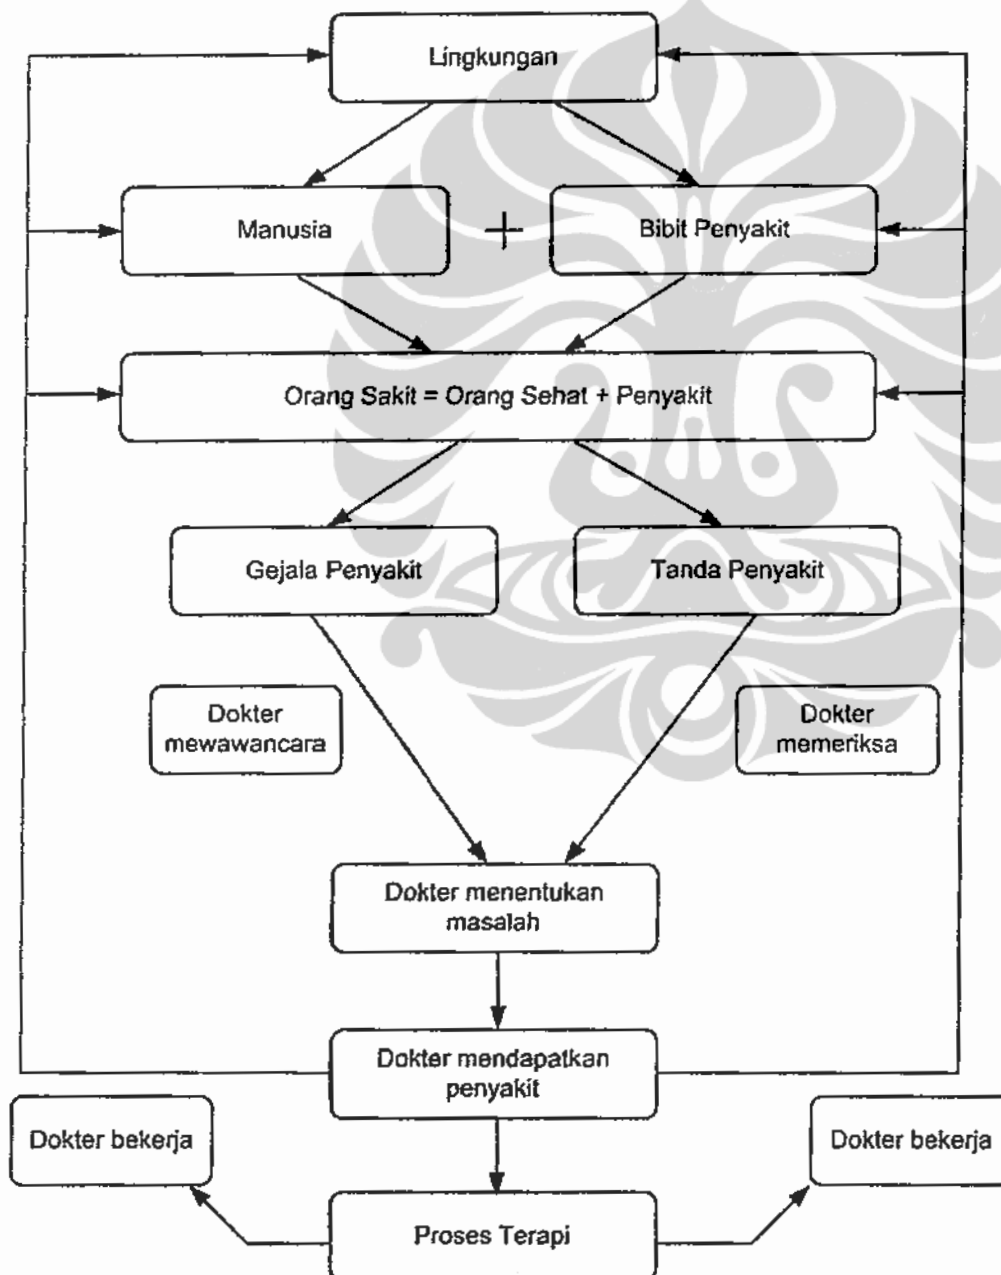 Lingkungan
Manusia
+
Bibit Penyakit
Orang Sakit = Orang Sehat + Penyakit
Gejala Penyakit
Tanda Penyakit
Dokter
mewawancara
Dokter
memeriksa
Dokter menentukan
masalah
Dokter mendapatkan
penyakit
Dokter bekerja
Dokter bekerja
Proses Terapi